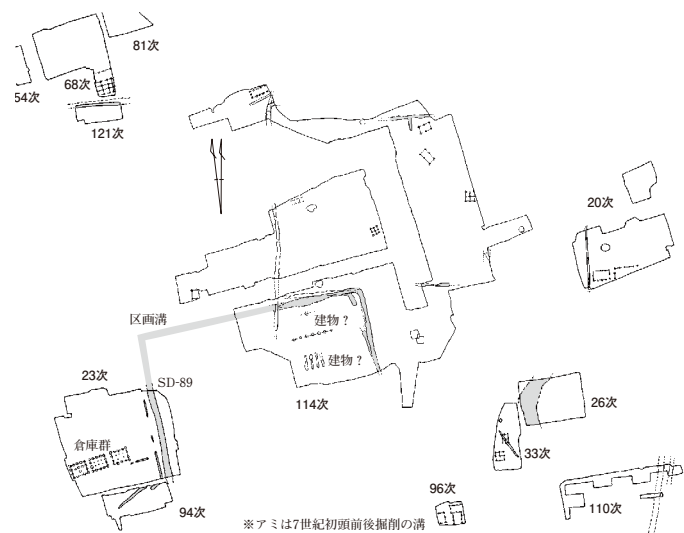 81次
68次
54次
121次
20次
区画溝
建物？
建物？
23次
SD-89
114次
26次
倉庫群
33次
96次
94次
110次
※アミは7世紀初頭前後掘削の溝